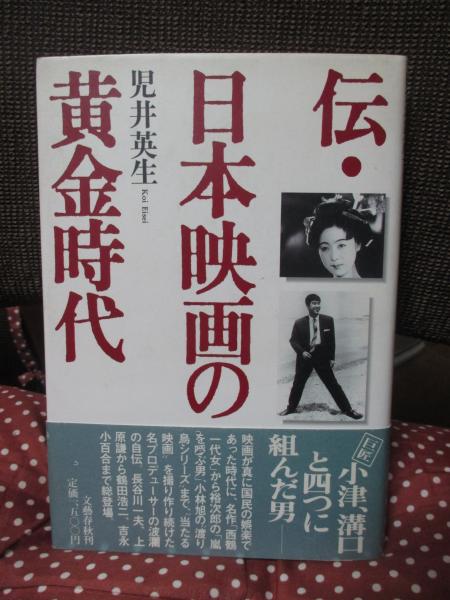 伝・
日本映画の
黄金時代
児井英生
Koi Eisei
巨匠
小津、溝口
と四つに
組んだ男
映画が真に国民の娯楽で
あった時代に、名作「西鶴
一代女」から裕次郎の「嵐
を呼ぶ男」、小林旭の「渡り
鳥シリーズ」まで、"当たる
映画"を撮り作り続けた
名プロデューサーの波瀾
の自伝。長谷川一夫、上
原謙から鶴田浩二、吉永
小百合まで総登場。
文藝春秋刊
定価一、五〇〇円